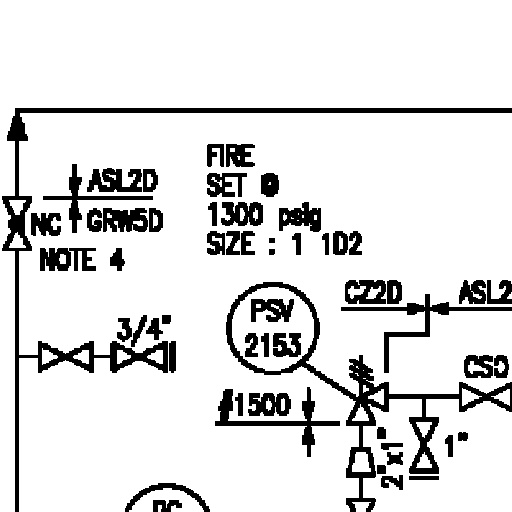 FIRE
SET @
1300 psig
SIZE : 1 1D2
ASL2D
NC GRW5D
NOTE 4
3/4"
PSV
2153
CZ2D
ASL2
CSO
#1500
2"x1"
1"